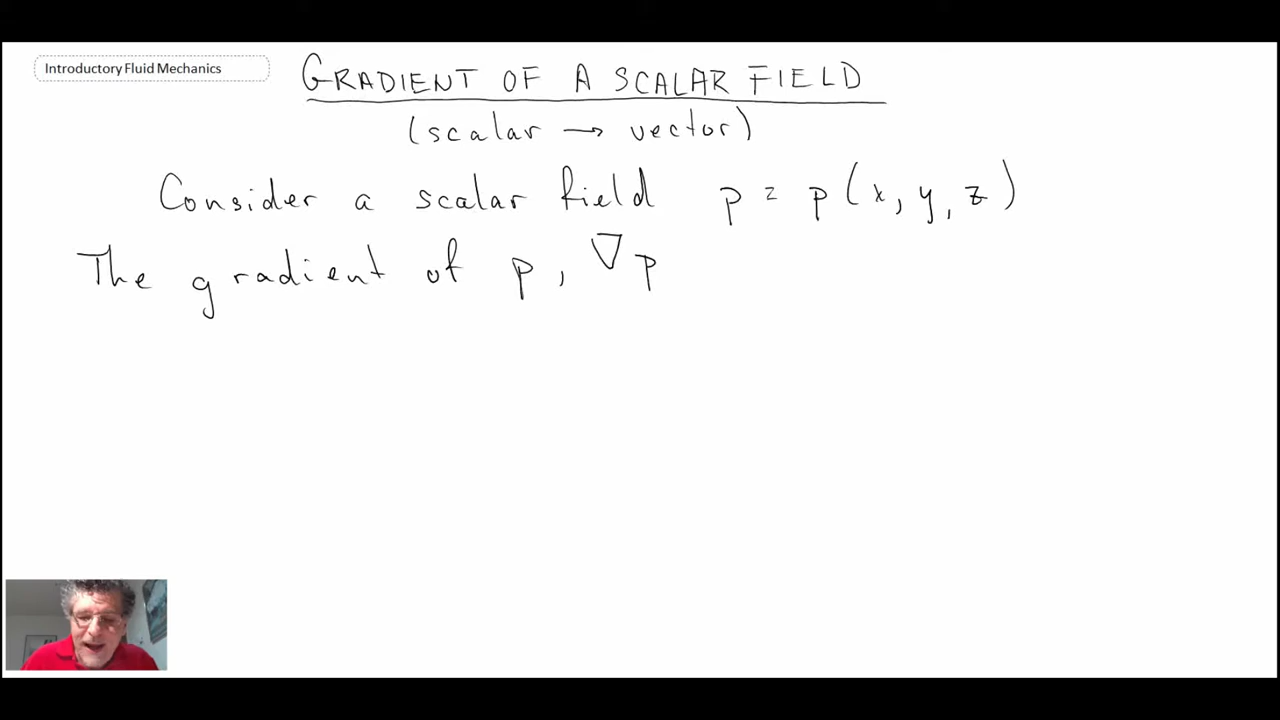 Introductory Fluid Mechanics
GRADIENT OF A SCALAR FIELD
(scalar → vector)
Consider a scalar field p = p(x, y, z)
The gradient of p, ∇p